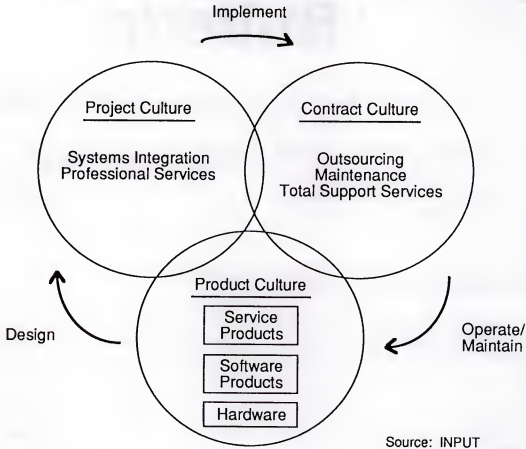 Implement
Project Culture
Systems Integration
Professional Services
Contract Culture
Outsourcing
Maintenance
Total Support Services
Product Culture
Service
Products
Software
Products
Hardware
Design
Operate/
Maintain
Source: INPUT